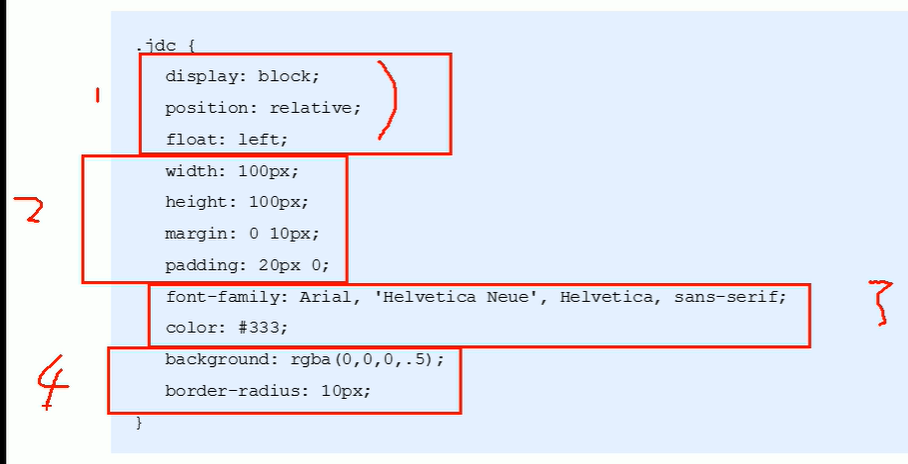 .jdc {
display: block;
1
position: relative;
float: left;
width: 100px;
2
height: 100px;
margin: 0 10px;
padding: 20px 0;
font-family: Arial, 'Helvetica Neue', Helvetica, sans-serif;
3
color: #333;
background: rgba(0,0,0,.5);
4
border-radius: 10px;
}